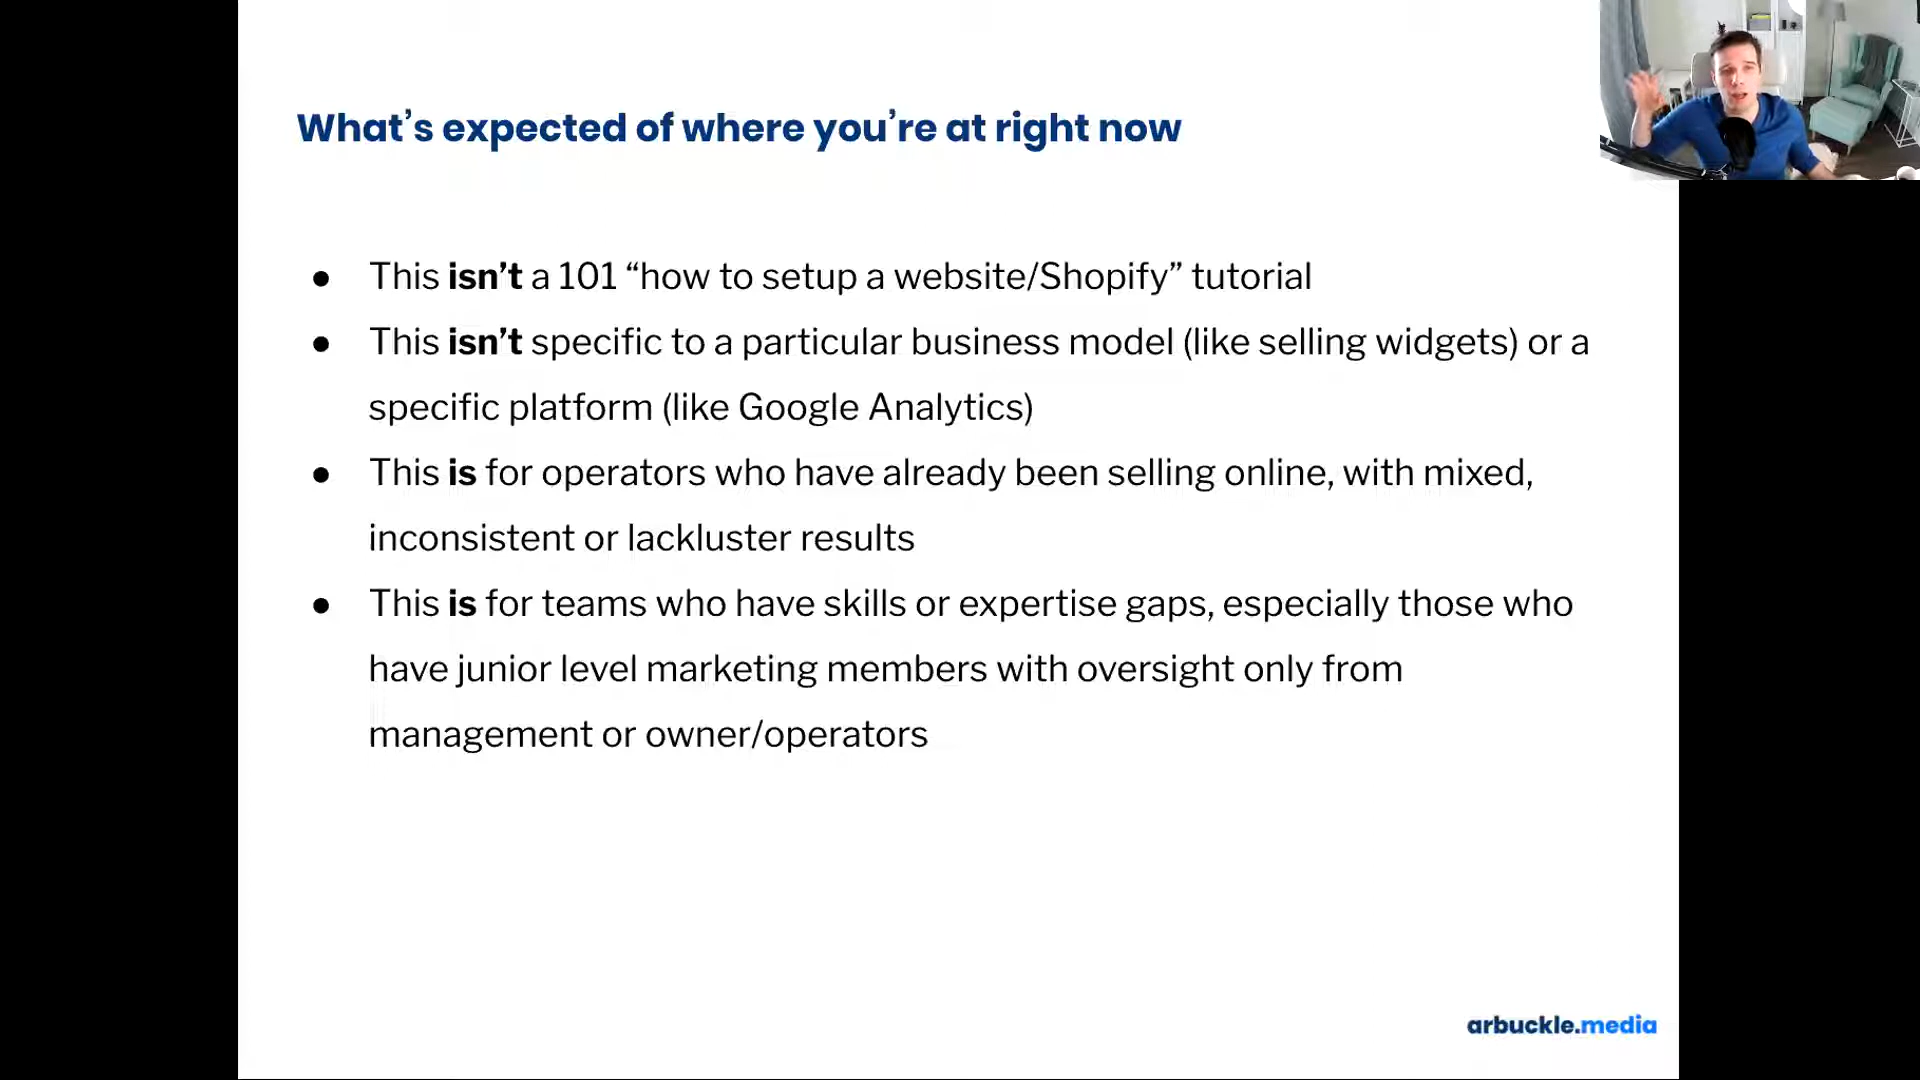 What’s expected of where you’re at right now
● This isn’t a 101 “how to setup a website/Shopify” tutorial
● This isn’t specific to a particular business model (like selling widgets) or a
specific platform (like Google Analytics)
● This is for operators who have already been selling online, with mixed,
inconsistent or lackluster results
● This is for teams who have skills or expertise gaps, especially those who
have junior level marketing members with oversight only from
management or owner/operators
arbuckle.media